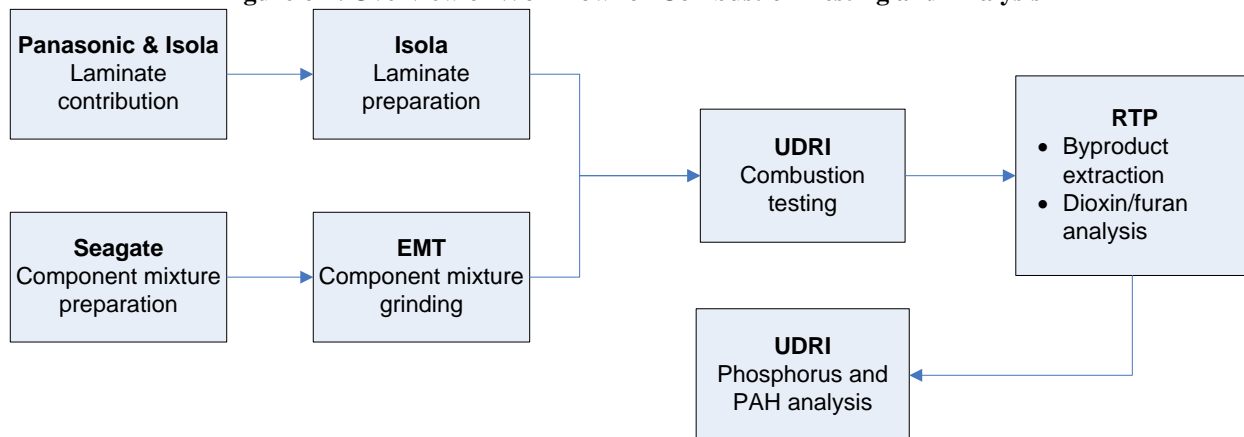 Panasonic & Isola
Laminate
contribution
Isola
Laminate
preparation
Seagate
Component mixture
preparation
EMT
Component mixture
grinding
UDRI
Combustion
testing
RTP
• Byproduct
extraction
• Dioxin/furan
analysis
UDRI
Phosphorus and
PAH analysis